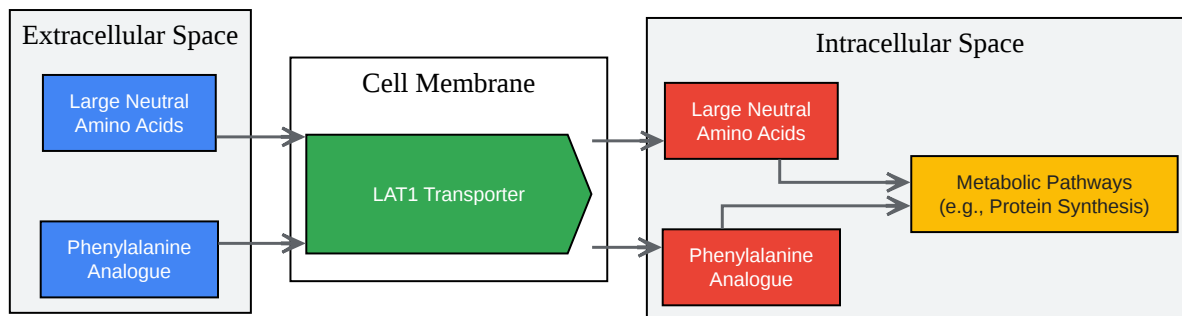 Extracellular Space
Large Neutral
Amino Acids
Phenylalanine
Analogue
Cell Membrane
LAT1 Transporter
Intracellular Space
Large Neutral
Amino Acids
Phenylalanine
Analogue
Metabolic Pathways
(e.g., Protein Synthesis)